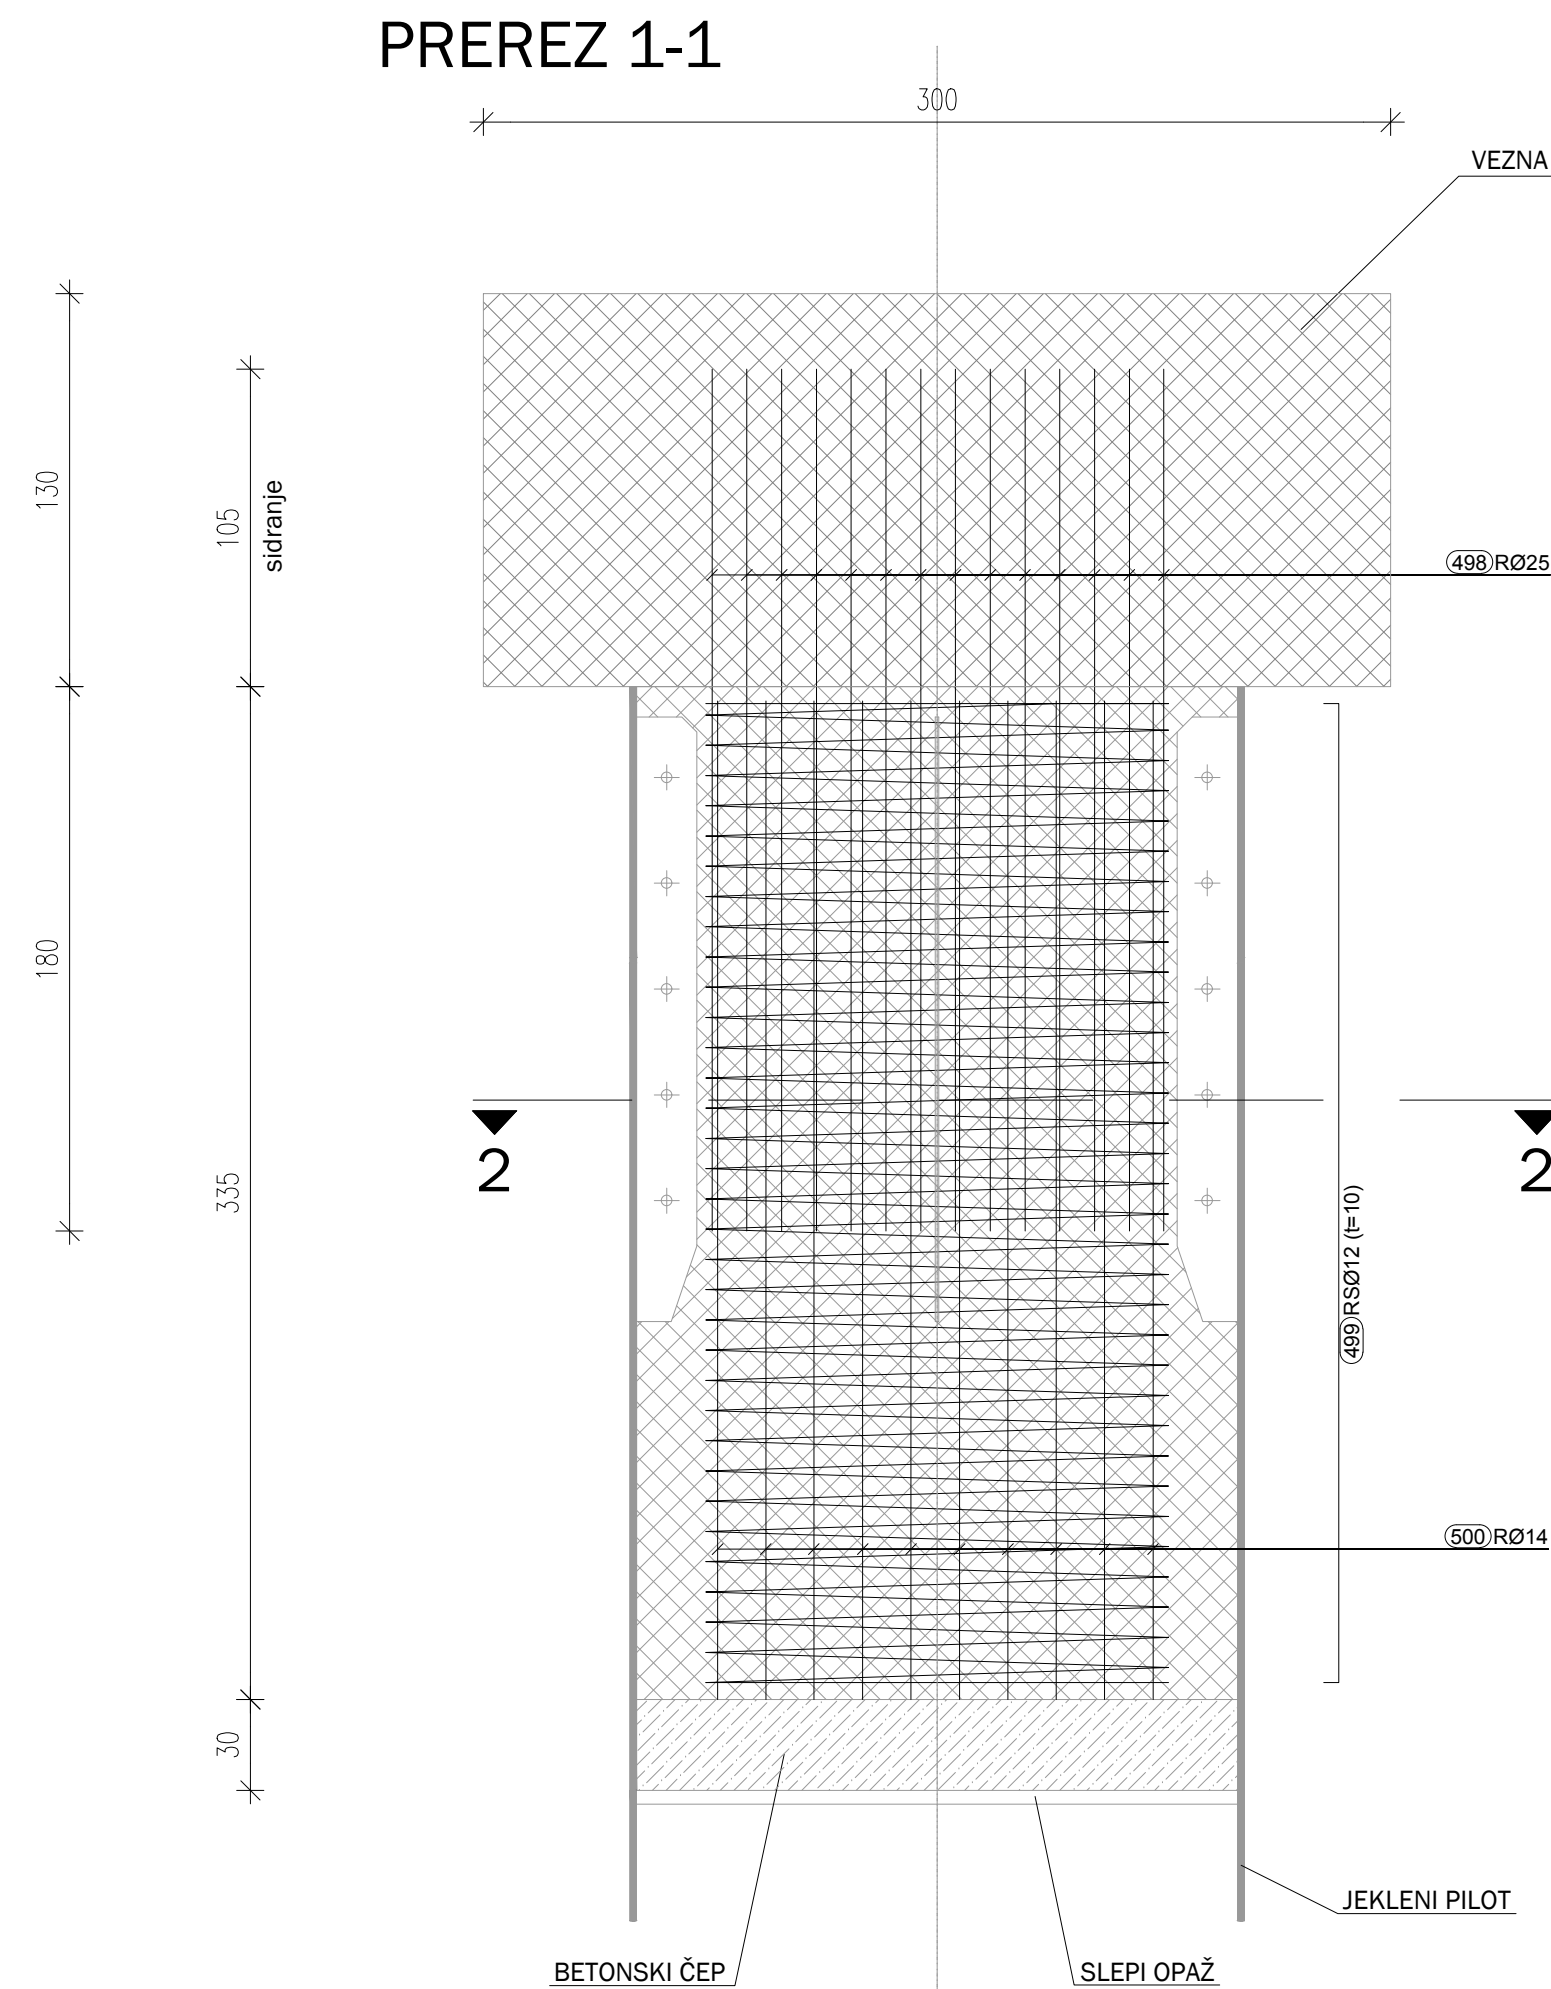 PREREZ 1-1
300
VEZNA
130
105
sidranje
498 RØ25
180
335
2
2
499 RSØ12 (t=10)
500 RØ14
30
JEKLENI PILOT
BETONSKI ČEP
SLEPI OPAŽ